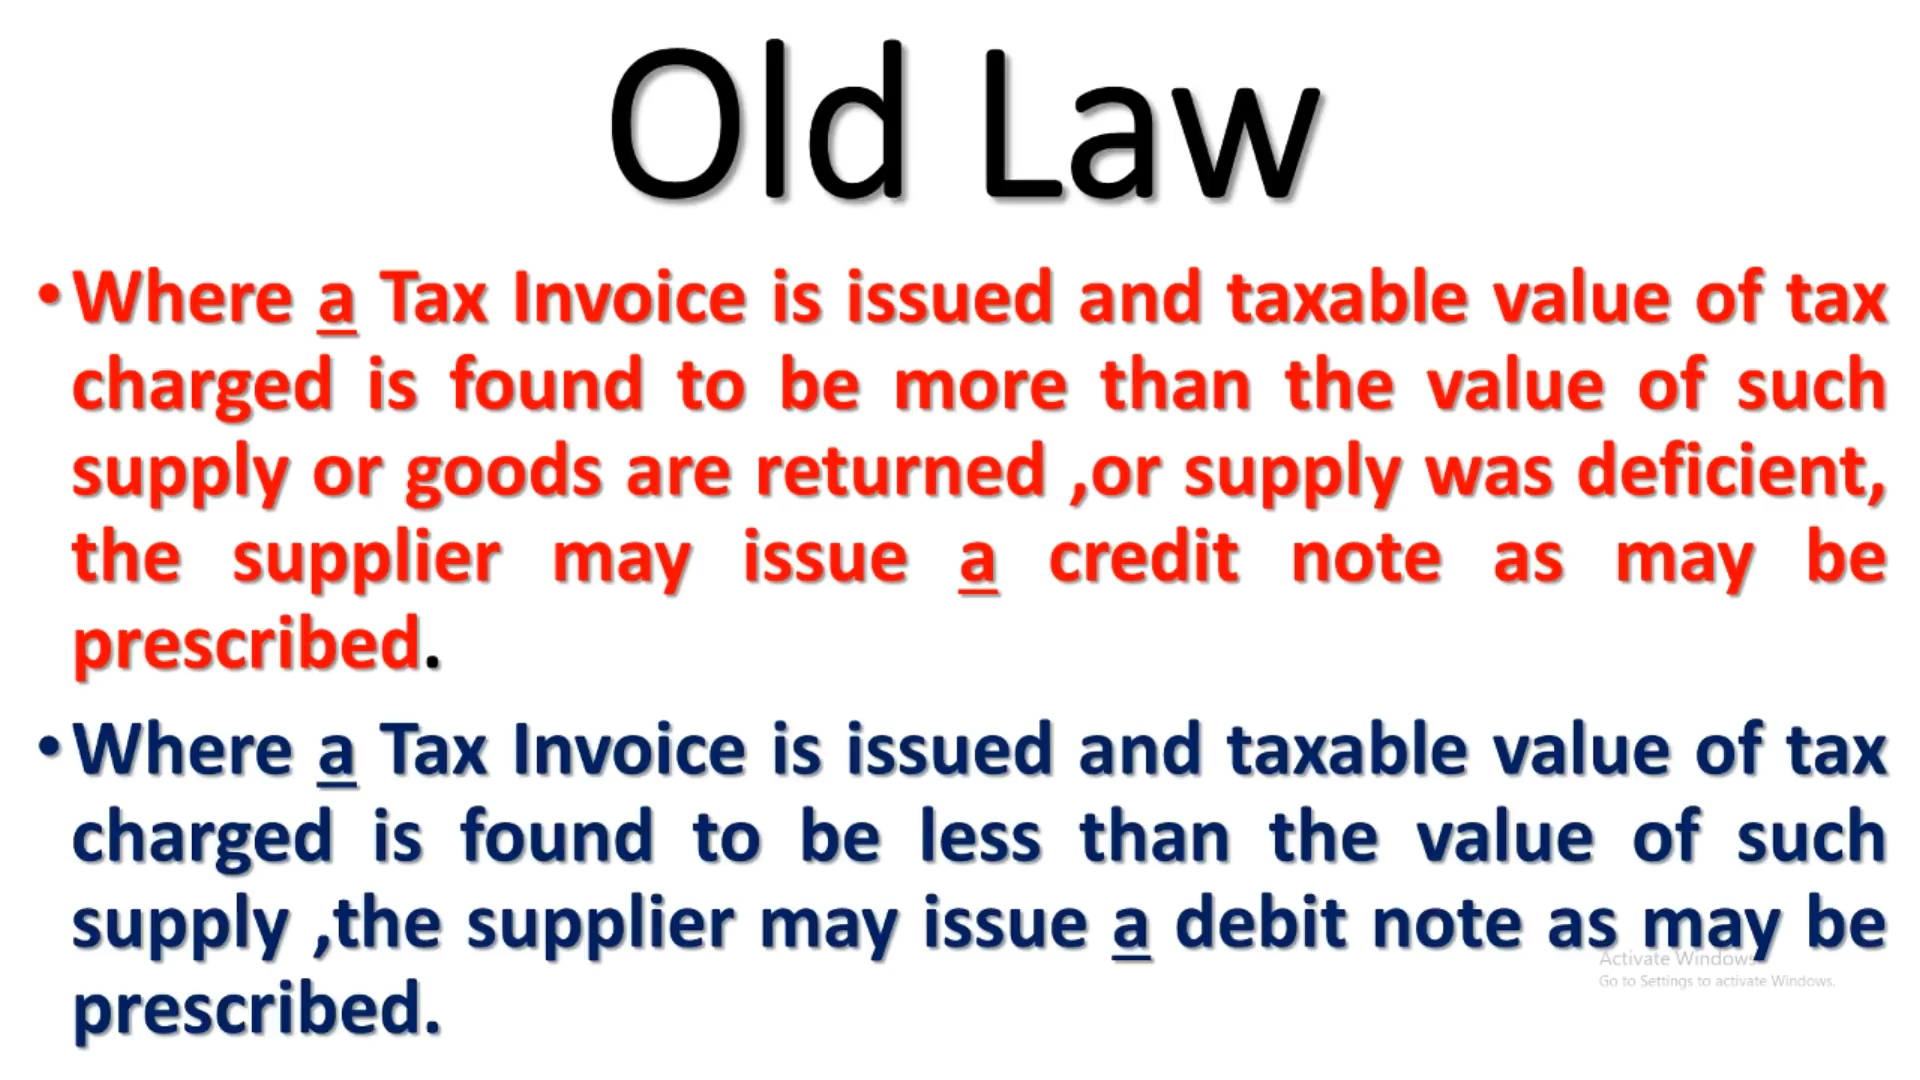 Old Law
•Where a Tax Invoice is issued and taxable value of tax
charged is found to be more than the value of such
supply or goods are returned ,or supply was deficient,
the supplier may issue a credit note as may be
prescribed.
•Where a Tax Invoice is issued and taxable value of tax
charged is found to be less than the value of such
supply ,the supplier may issue a debit note as may be
prescribed.
Activate Windows
Go to Settings to activate Windows.